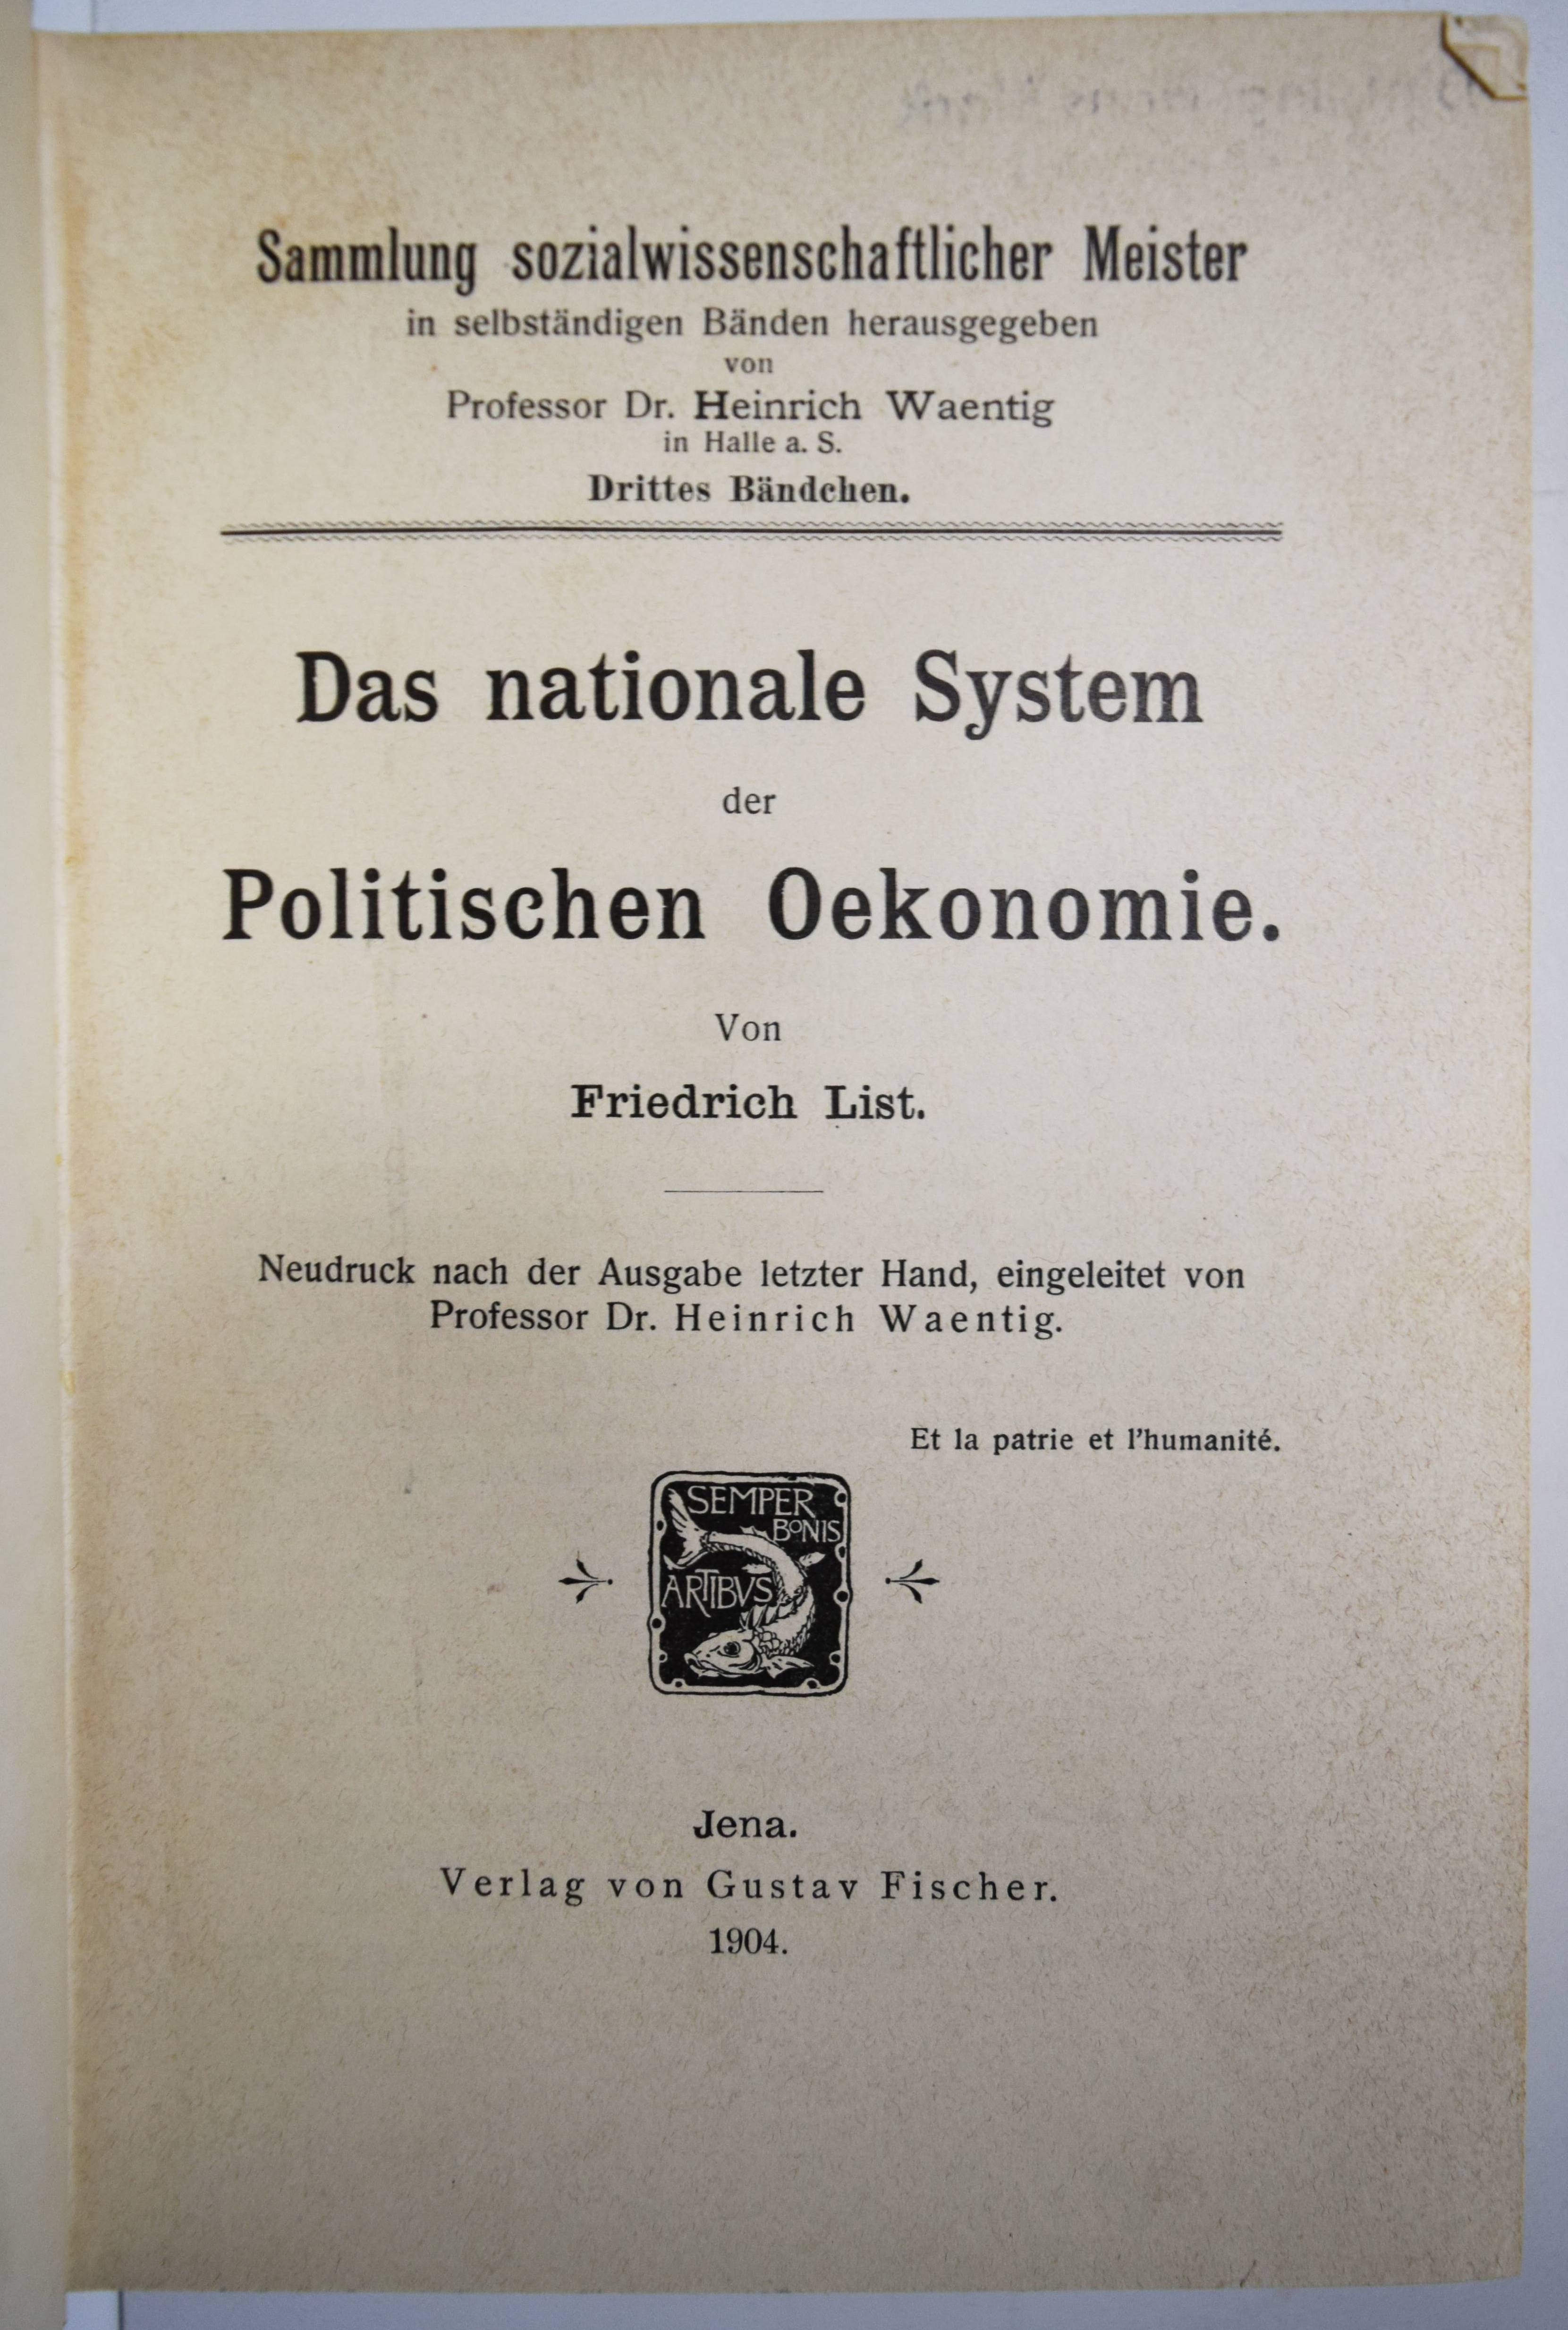 Sammlung sozialwissenschaftlicher Meister
in selbständigen Bänden herausgegeben
von
Professor Dr. Heinrich Waentig
in Halle a. S.
Drittes Bändchen.
Das nationale System
der
Politischen Oekonomie.
Von
Friedrich List.
Neudruck nach der Ausgabe letzter Hand, eingeleitet von
Professor Dr. Heinrich Waentig.
Et la patrie et l'humanité.
SEMPER
BONIS
ARTIBVS
Jena.
Verlag von Gustav Fischer.
1904.